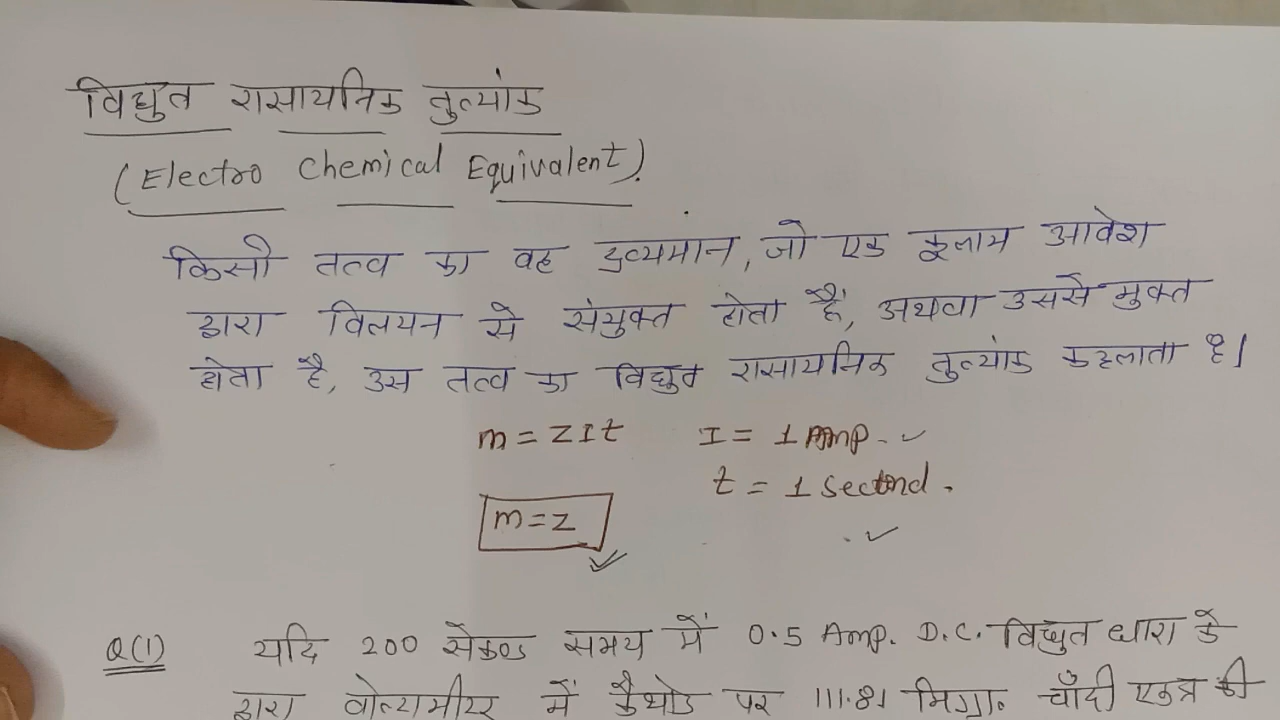 विद्युत रासायनिक तुल्यांक
(Electro Chemical Equivalent).
किसी तत्व का वह द्रव्यमान, जो एक कूलाम आवेश
द्वारा विलयन से संयुक्त होता है, अथवा उससे मुक्त
होता है, उस तत्व का विद्युत रासायनिक तुल्यांक कहलाता है।
m = ZIt I = 1 Amp.
t = 1 Second.
m = Z
Q(1) यदि 200 सेकण्ड समय में 0.5 Amp. D.C. विद्युत धारा के
द्वारा वोल्टामीटर में कैथोड पर 111.81 मिग्रा. चाँदी एकत्र की